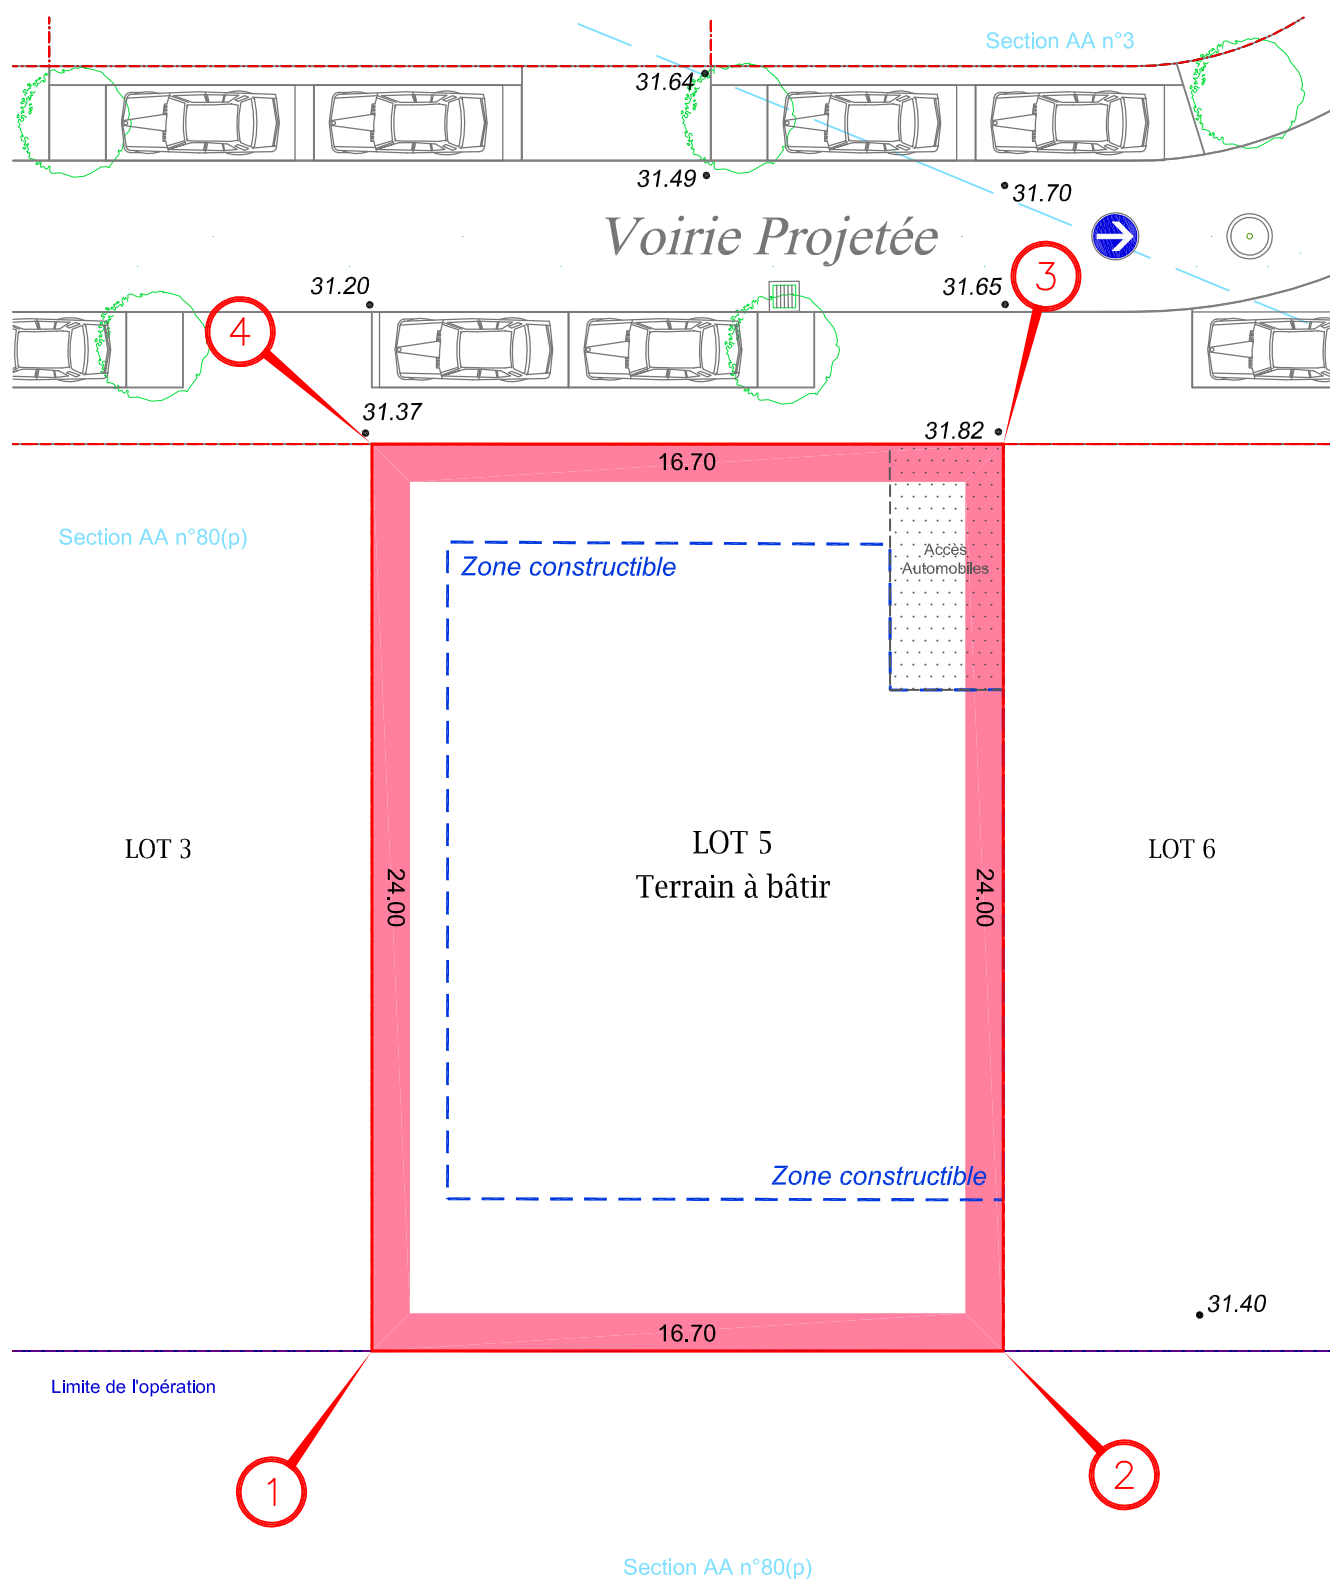 Section AA n°3
31.64
31.49
31.70
Voirie Projetée
3
31.20
31.65
4
31.37
31.82
16.70
Section AA n°80(p)
Zone constructible
Accès
Automobiles
LOT 3
LOT 5
Terrain à bâtir
LOT 6
24.00
24.00
Zone constructible
31.40
16.70
Limite de l'opération
1
2
Section AA n°80(p)